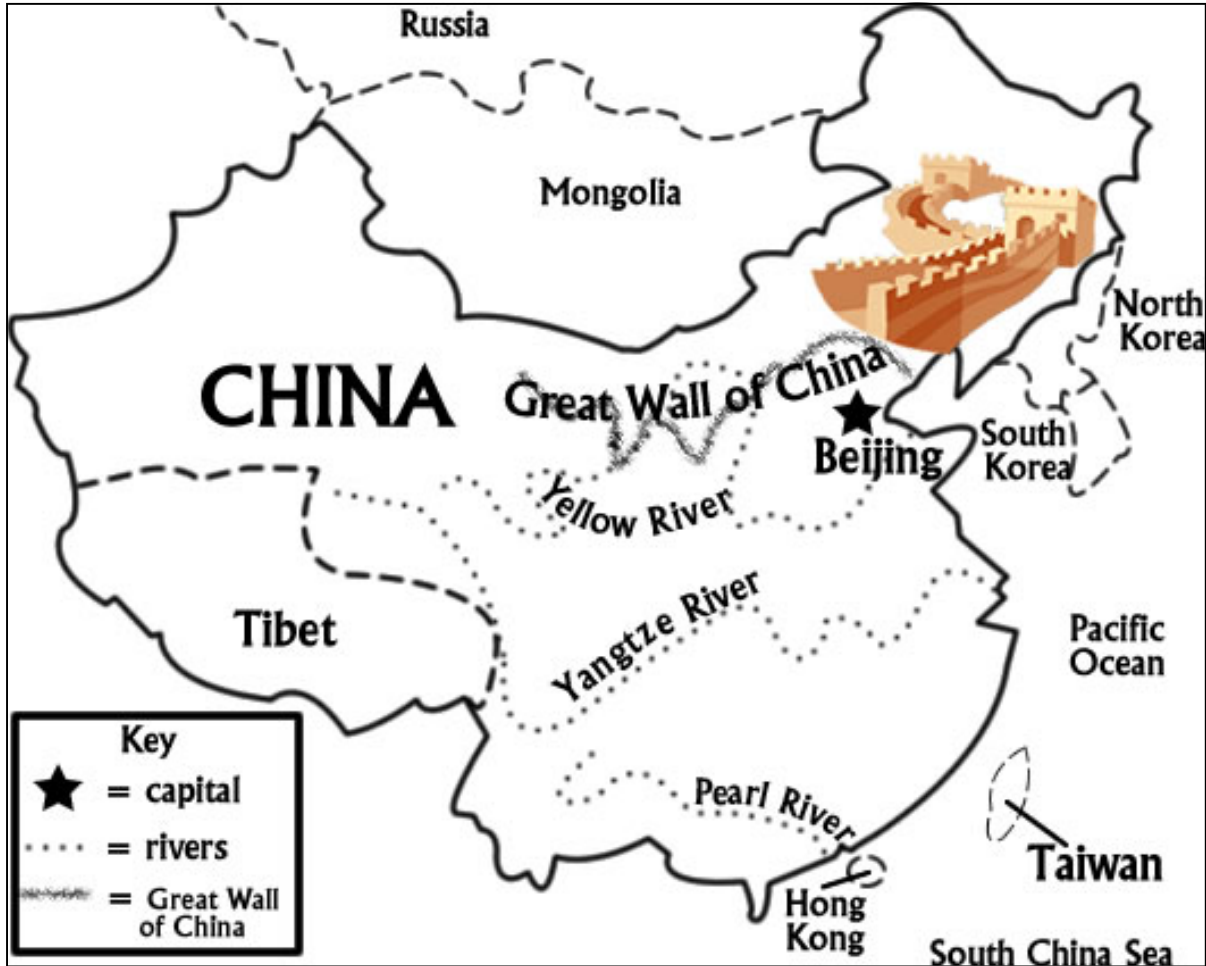 Russia
Mongolia
North
Korea
CHINA
Great Wall of China
Beijing
South
Korea
Yellow River
Tibet
Yangtze River
Pacific
Ocean
Key
= capital
= rivers
= Great Wall
of China
Pearl River
Taiwan
Hong
Kong
South China Sea